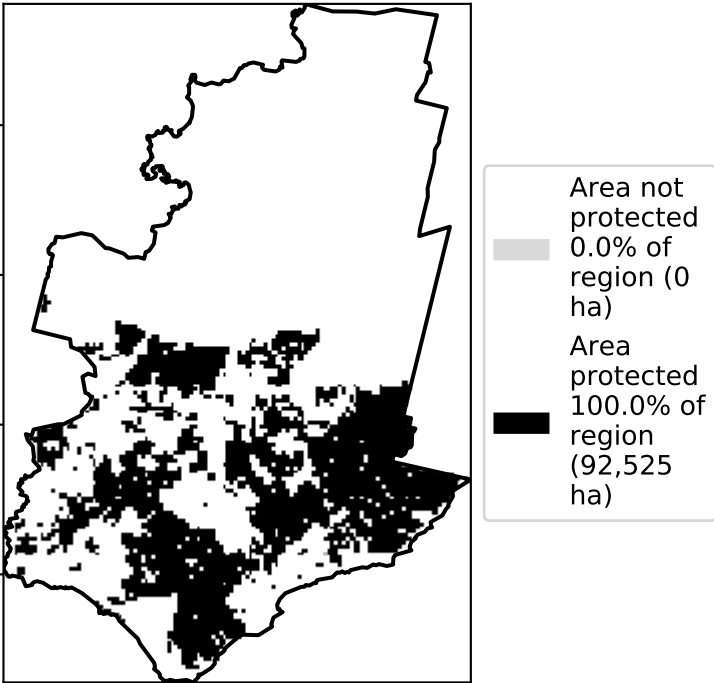 Area not
protected
0.0% of
region (0
ha)
Area
protected
100.0% of
region
(92,525
ha)